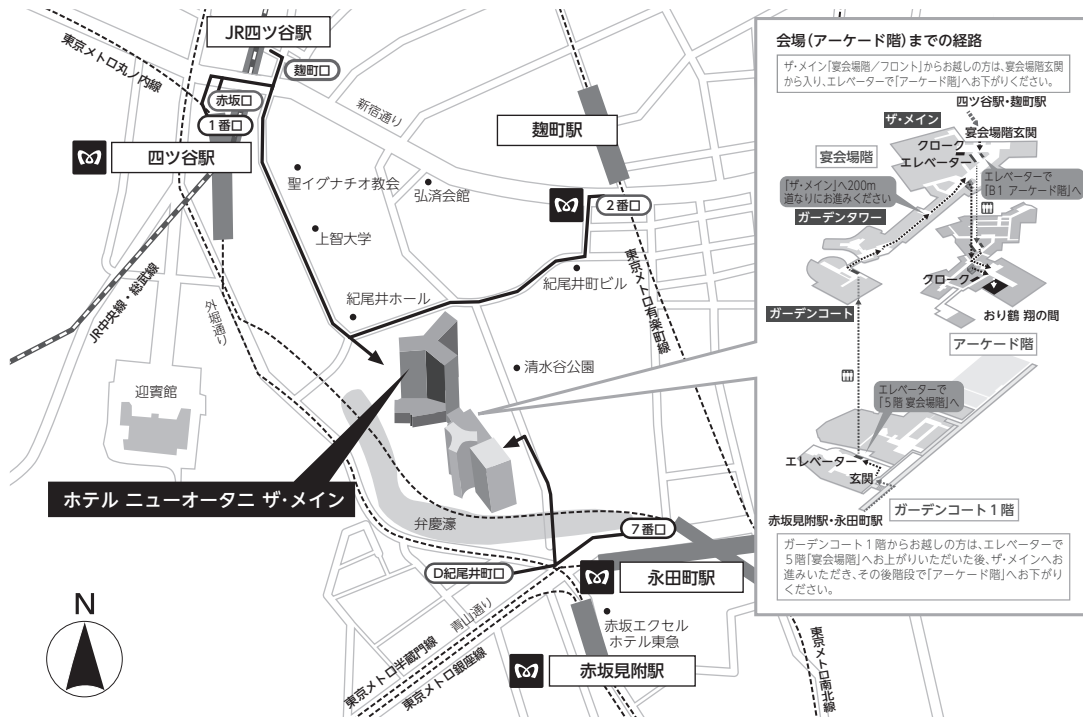 JR四ツ谷駅
東京メトロ丸ノ内線
麹町口
赤坂口
1番口
四ツ谷駅
新宿通り
麹町駅
聖イグナチオ教会
弘済会館
2番口
上智大学
JR中央線・総武線
外堀通り
紀尾井ホール
紀尾井町ビル
東京メトロ有楽町線
清水谷公園
迎賓館
ホテル ニューオータニ ザ・メイン
弁慶濠
7番口
D紀尾井町口
永田町駅
青山通り
赤坂エクセル
ホテル東急
東京メトロ半蔵門線
東京メトロ銀座線
赤坂見附駅
東京メトロ南北線
N
会場(アーケード階)までの経路
ザ・メイン「宴会場階/フロント」からお越しの方は、宴会場階玄関
から入り、エレベーターで「アーケード階」へお下がりください。
四ツ谷駅・麹町駅
ザ・メイン
宴会場階玄関
クローク
宴会場階
エレベーター
エレベーターで
「B1 アーケード階」へ
「ザ・メイン」へ200m
道なりにお進みください
ガーデンタワー
クローク
ガーデンコート
おり鶴 翔の間
アーケード階
エレベーターで
「5階 宴会場階」へ
エレベーター
玄関
ガーデンコート1階
赤坂見附駅・永田町駅
ガーデンコート1階からお越しの方は、エレベーターで
5階「宴会場階」へお上がりいただいた後、ザ・メインへお
進みいただき、その後階段で「アーケード階」へお下がり
ください。